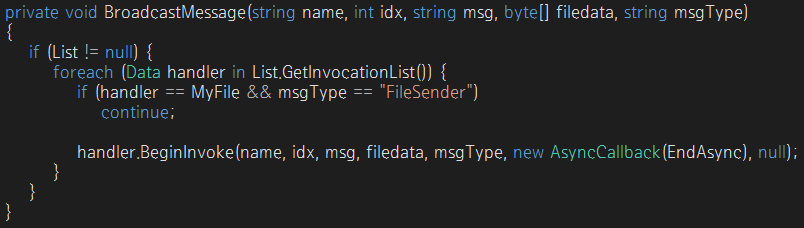 private void BroadcastMessage(string name, int idx, string msg, byte[] filedata, string msgType)
{
if (List != null) {
foreach (Data handler in List.GetInvocationList()) {
if (handler == MyFile && msgType == "FileSender")
continue;
handler.BeginInvoke(name, idx, msg, filedata, msgType, new AsyncCallback(EndAsync), null);
}
}
}